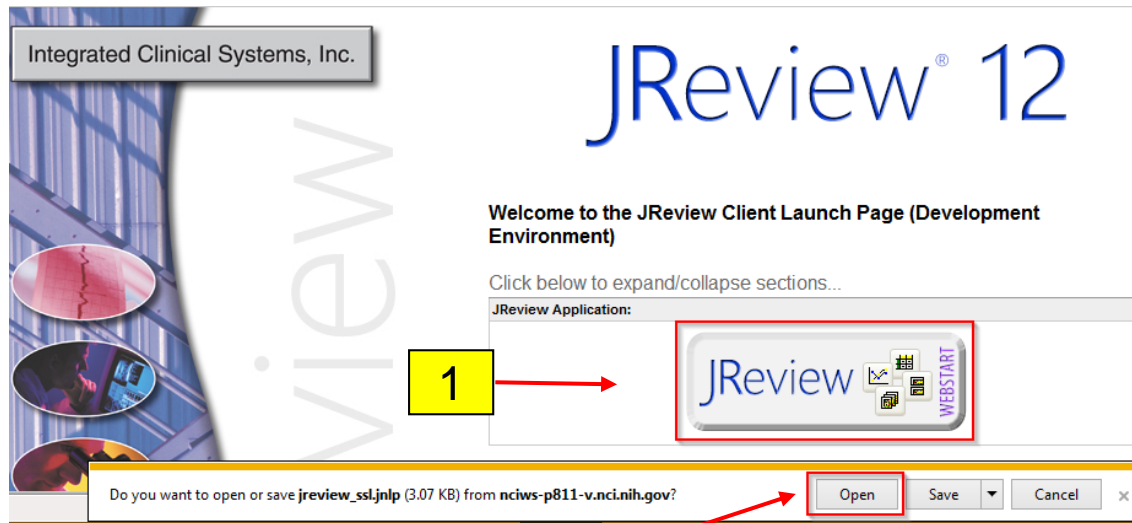 Integrated Clinical Systems, Inc.
JReview® 12
view
Welcome to the JReview Client Launch Page (Development
Environment)
Click below to expand/collapse sections...
JReview Application:
1
JReview WEBSTART
Do you want to open or save jreview_ssl.jnlp (3.07 KB) from nciws-p811-v.nci.nih.gov? Open Save Cancel